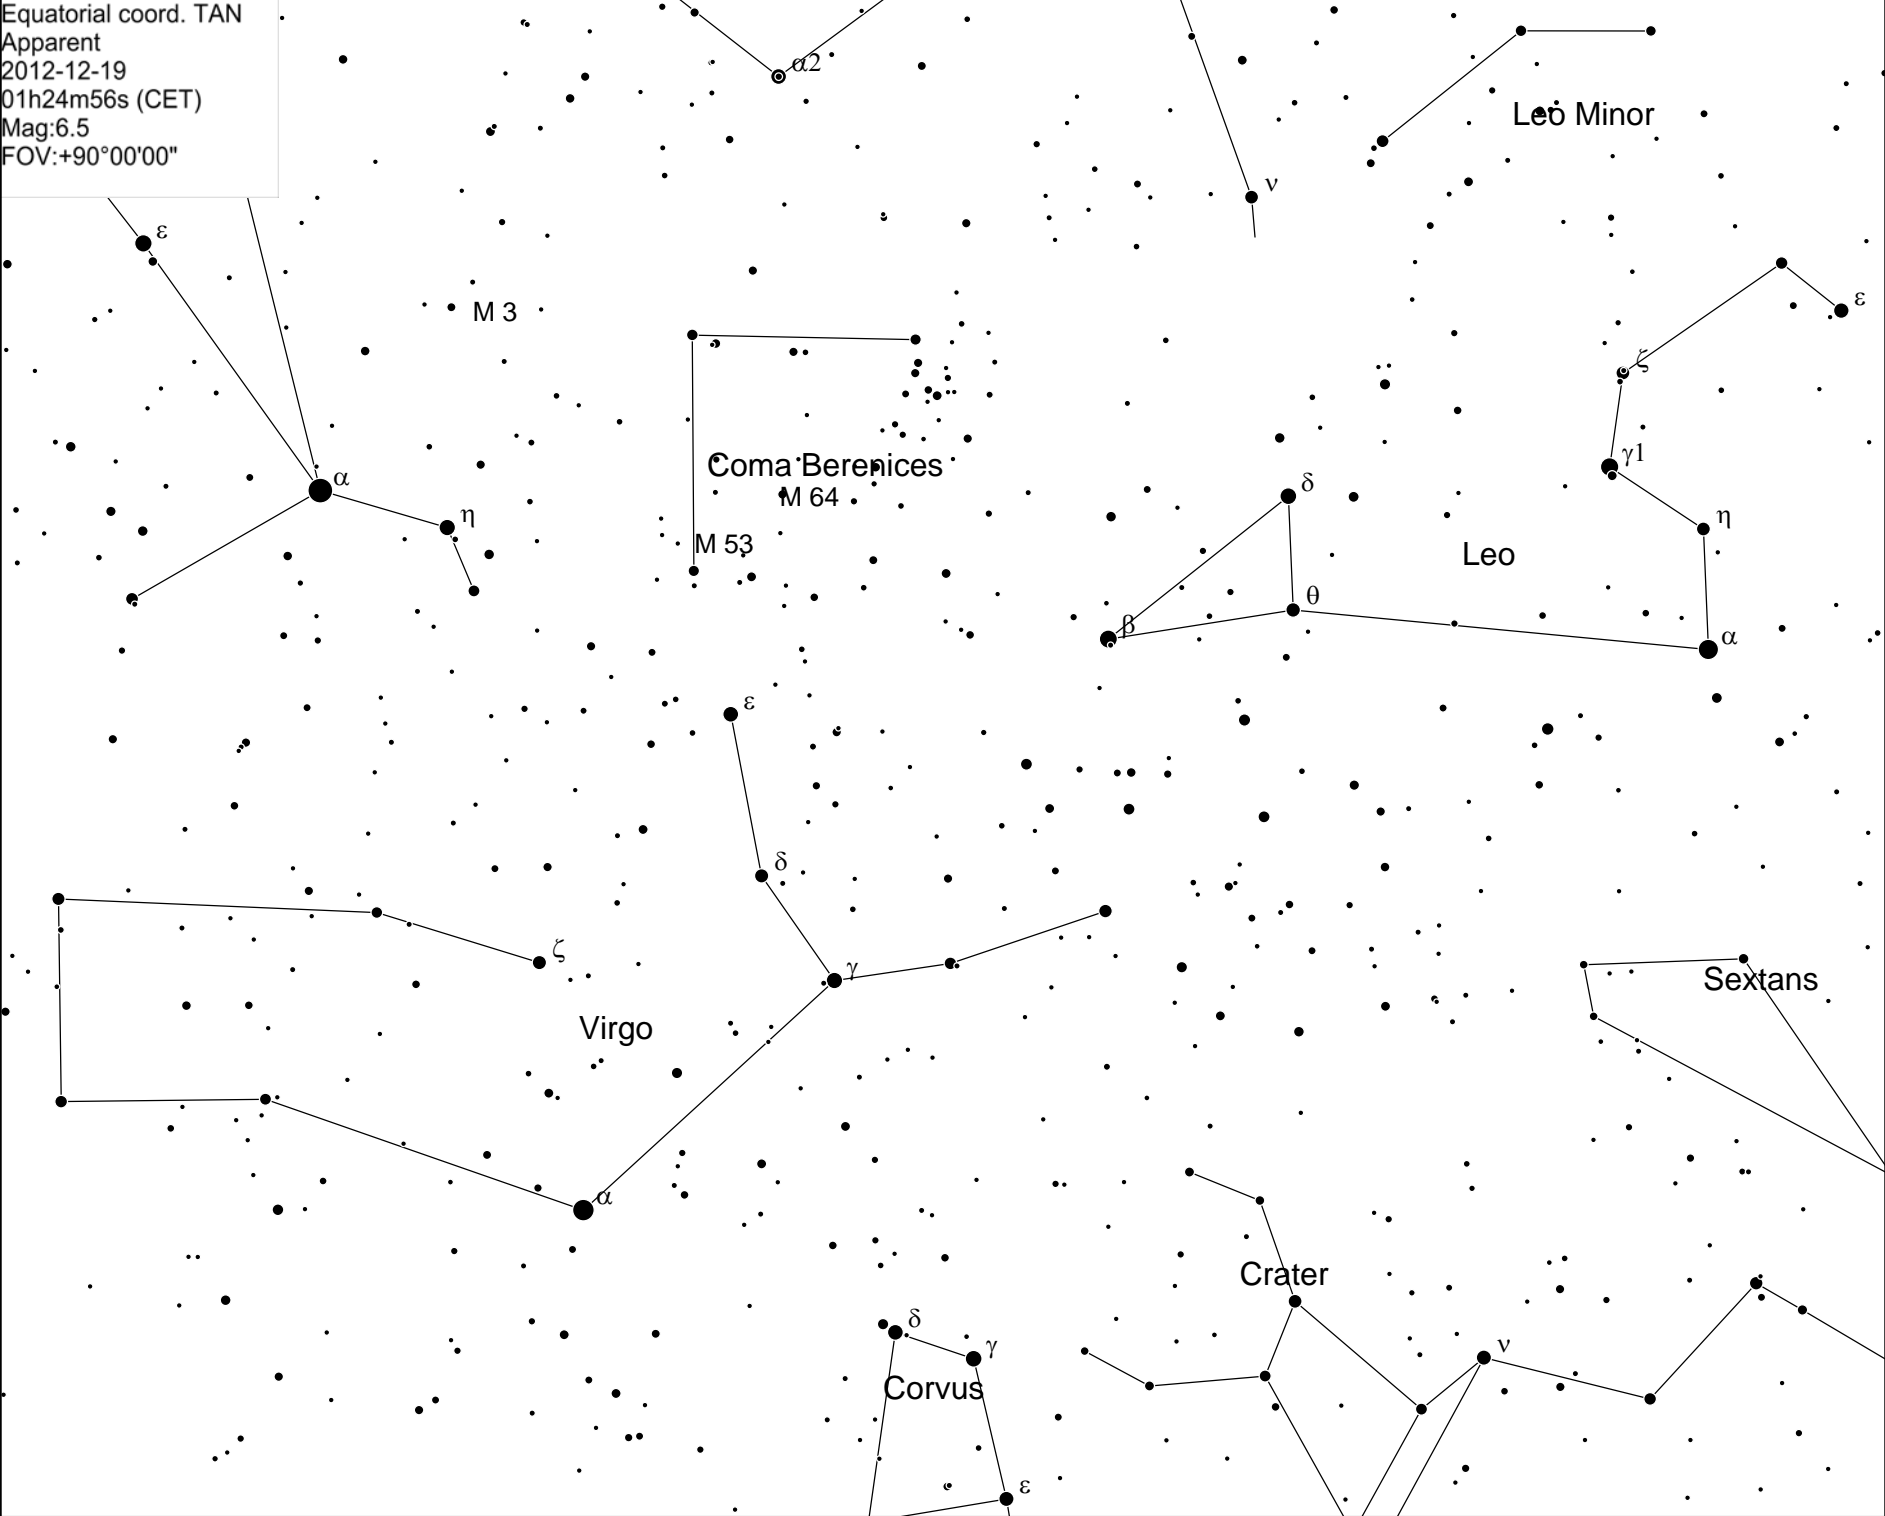 Equatorial coord. TAN
Apparent
2012-12-19
01h24m56s (CET)
Mag:6.5
FOV:+90°00'00"
α2
Leo Minor
ν
ε
ε
M 3
ζ
γ1
α
Coma Berenices
M 64
δ
η
η
M 53
Leo
θ
β
α
ε
δ
ζ
γ
Sextans
Virgo
α
Crater
δ
γ
ν
Corvus
ε